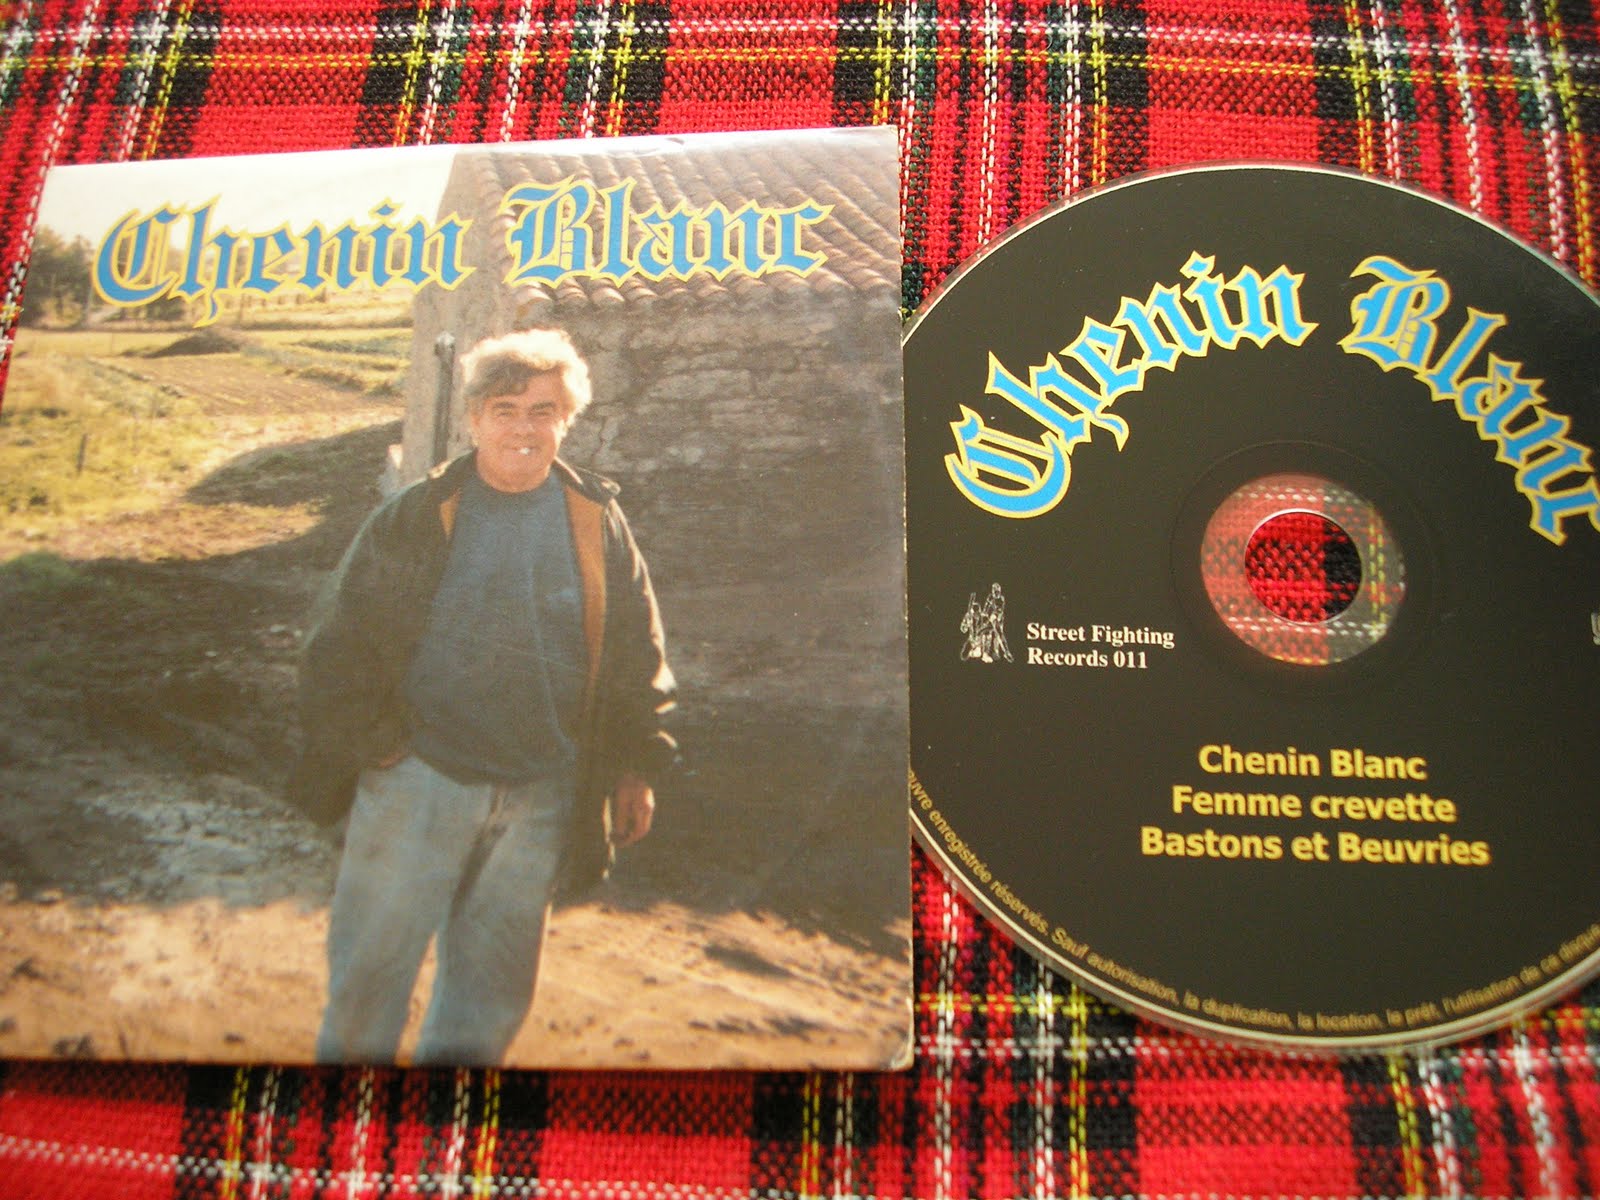 Chenin Blanc
Chenin Blanc
Street Fighting
Records 011
Chenin Blanc
Femme crevette
Bastons et Beuvries
enregistrée réservés. Sauf autorisation, la duplication, la location, le prêt, l'utilisation de ce disque